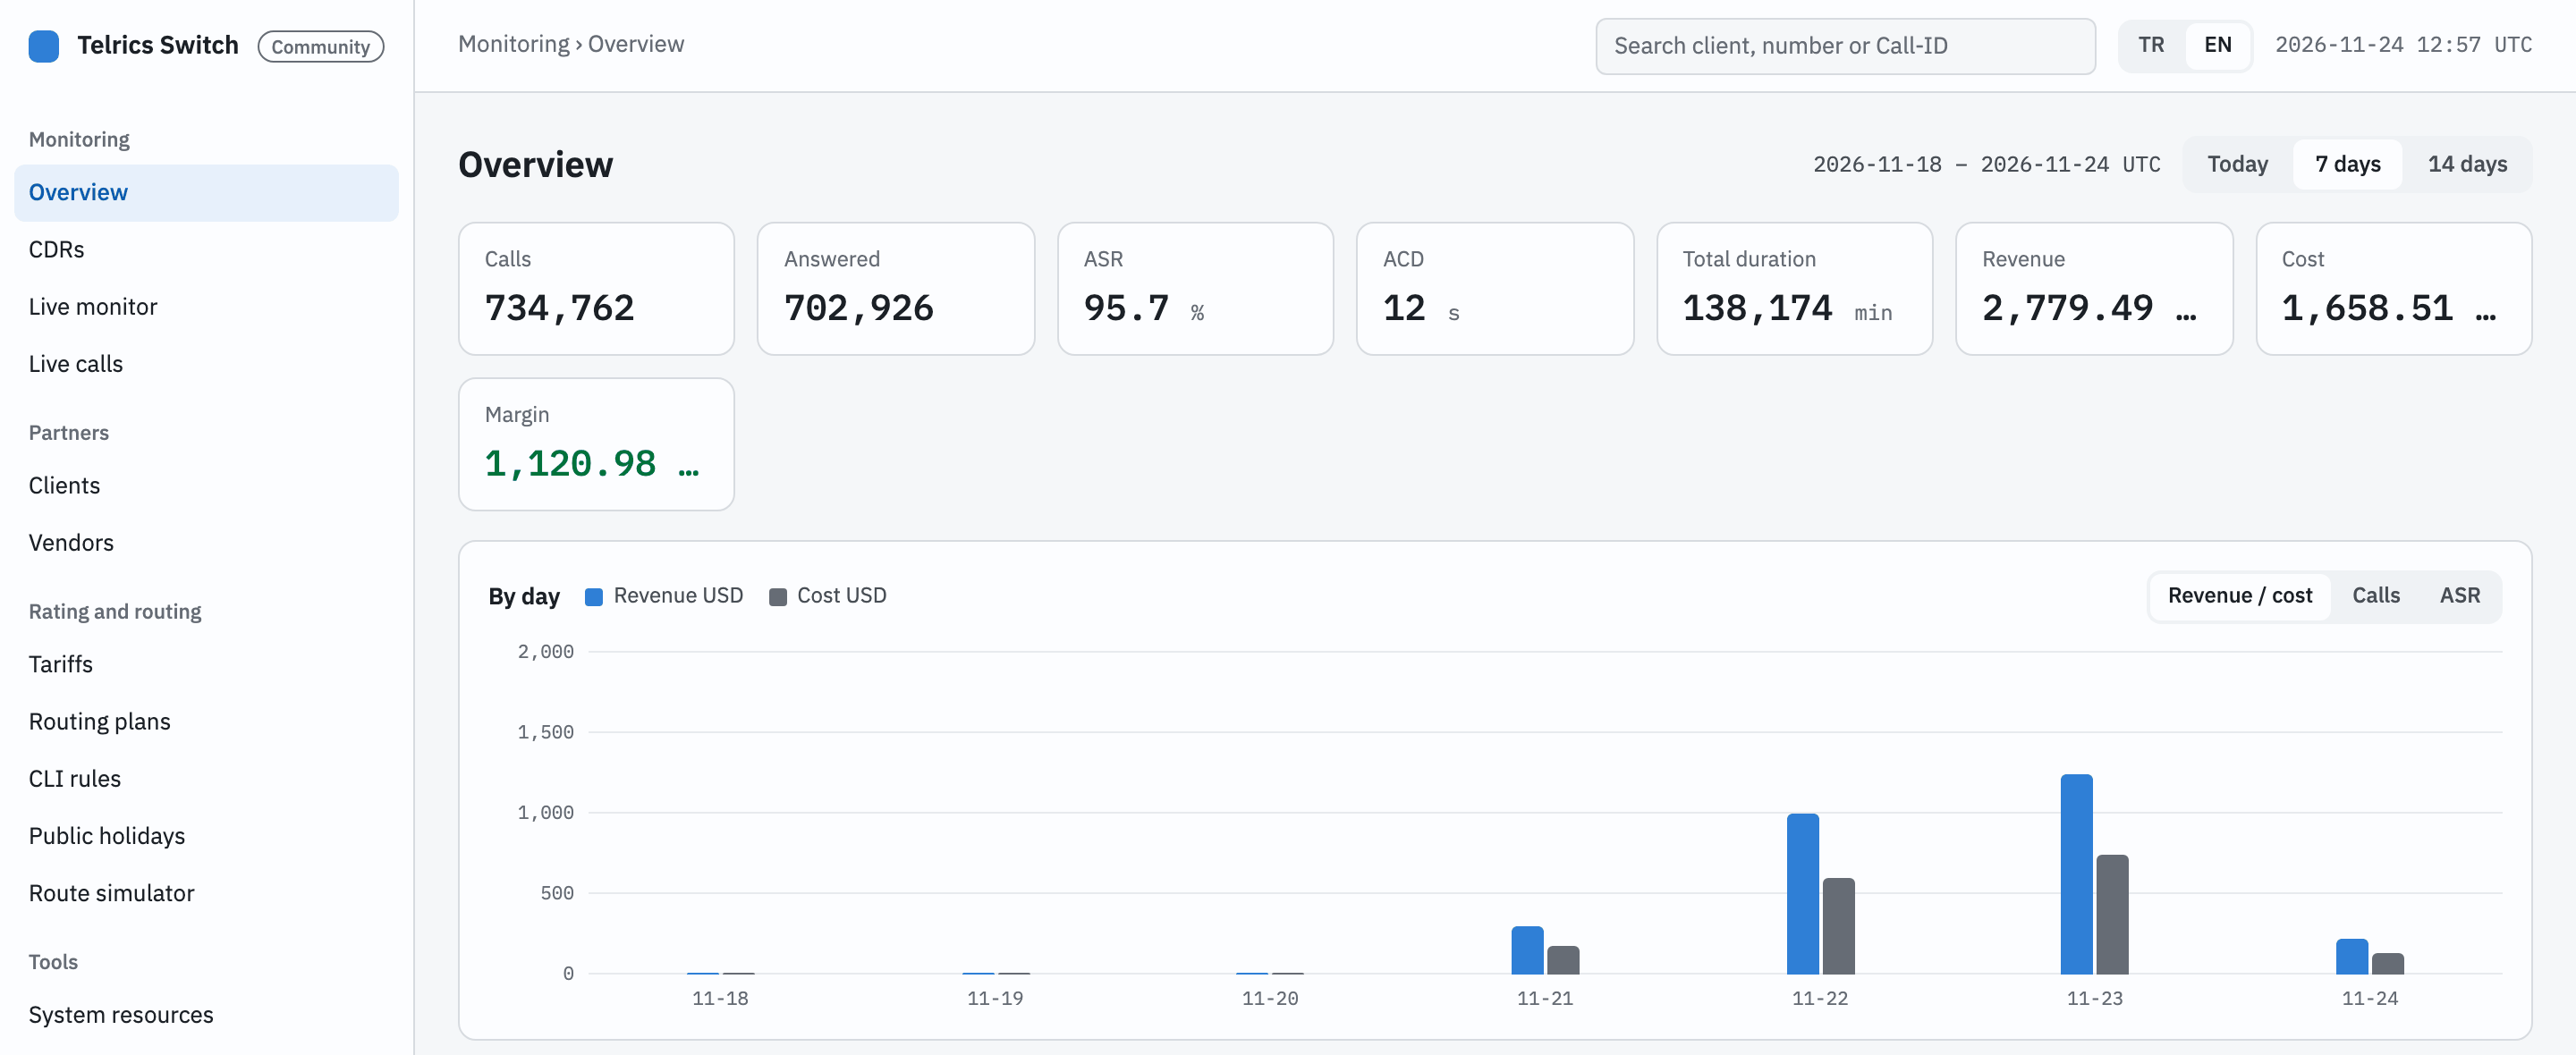 Telrics Switch Community
Monitoring › Overview
Search client, number or Call-ID
TR EN
2026-11-24 12:57 UTC
Monitoring
Overview
CDRs
Live monitor
Live calls
Partners
Clients
Vendors
Rating and routing
Tariffs
Routing plans
CLI rules
Public holidays
Route simulator
Tools
System resources
Overview
2026-11-18 – 2026-11-24 UTC
Today 7 days 14 days
Calls
734,762
Answered
702,926
ASR
95.7 %
ACD
12 s
Total duration
138,174 min
Revenue
2,779.49 …
Cost
1,658.51 …
Margin
1,120.98 …
By day Revenue USD Cost USD
Revenue / cost Calls ASR
2,000
1,500
1,000
500
0
11-18 11-19 11-20 11-21 11-22 11-23 11-24